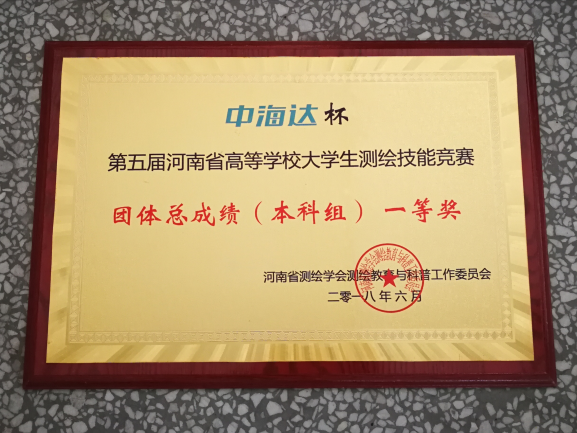 中海达杯
第五届河南省高等学校大学生测绘技能竞赛
团体总成绩（本科组）一等奖
河南省测绘学会测绘教育与科普工作委员会
二零一八年六月